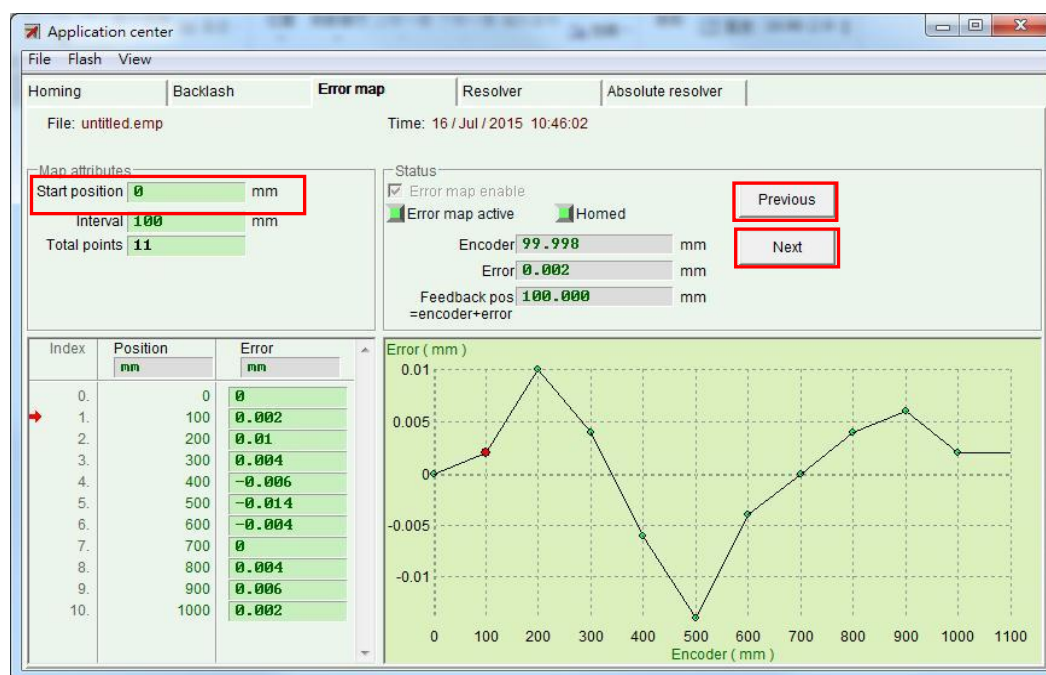 Application center
File Flash View
Homing Backlash Error map Resolver Absolute resolver
File: untitled.emp Time: 16 / Jul / 2015 10:46:02
Map attributes
Start position 0 mm
Interval 100 mm
Total points 11
Status
Error map enable
Error map active Homed
Encoder 99.998 mm
Error 0.002 mm
Feedback pos 100.000 mm
=encoder+error
Previous
Next
Index Position Error
mm mm
0. 0 0
1. 100 0.002
2. 200 0.01
3. 300 0.004
4. 400 -0.006
5. 500 -0.014
6. 600 -0.004
7. 700 0
8. 800 0.004
9. 900 0.006
10. 1000 0.002
Error ( mm )
0.01
0.005
0
-0.005
-0.01
0 100 200 300 400 500 600 700 800 900 1000 1100
Encoder ( mm )